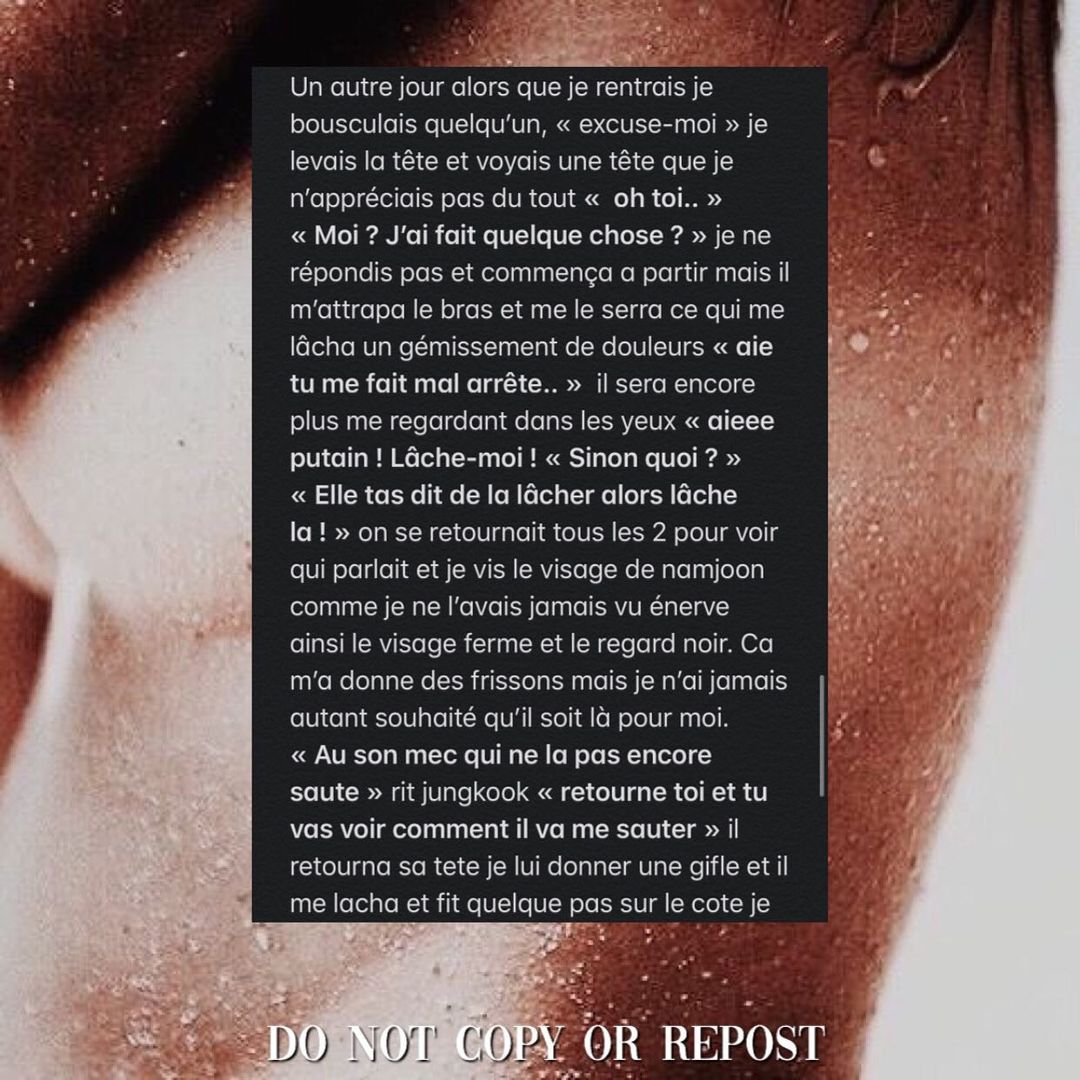 Un autre jour alors que je rentrais je
bousculais quelqu’un, « excuse-moi » je
levais la tête et voyais une tête que je
n’appréciais pas du tout «  oh toi.. »
« Moi ? J’ai fait quelque chose ? » je ne
répondis pas et commença a partir mais il
m’attrapa le bras et me le serra ce qui me
lâcha un gémissement de douleurs « aie
tu me fait mal arrête.. »  il sera encore
plus me regardant dans les yeux « aieee
putain ! Lâche-moi ! « Sinon quoi ? »
« Elle tas dit de la lâcher alors lâche
la ! » on se retournait tous les 2 pour voir
qui parlait et je vis le visage de namjoon
comme je ne l’avais jamais vu énerve
ainsi le visage ferme et le regard noir. Ca
m’a donne des frissons mais je n’ai jamais
autant souhaité qu’il soit là pour moi.
« Au son mec qui ne la pas encore
saute » rit jungkook « retourne toi et tu
vas voir comment il va me sauter » il
retourna sa tete je lui donner une gifle et il
me lacha et fit quelque pas sur le cote je
DO NOT COPY OR REPOST